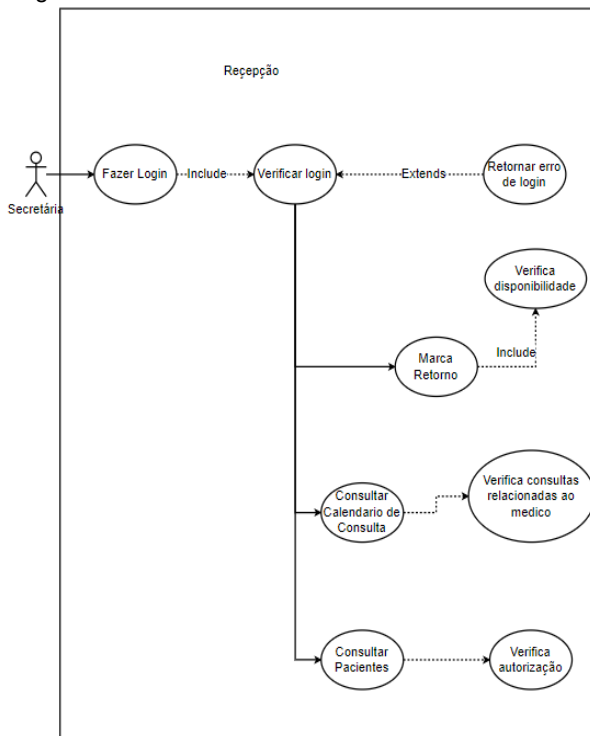 Reçepção
Fazer Login
Include
Verificar login
Extends
Retornar erro
de login
Secretária
Verifica
disponibilidade
Include
Marca
Retorno
Consultar
Calendario de
Consulta
Verifica consultas
relacionadas ao
medico
Consultar
Pacientes
Verifica
autorização